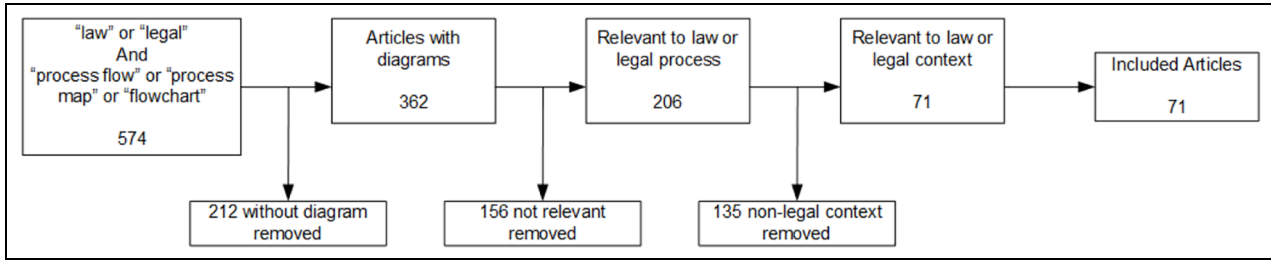 “law” or “legal”
And
“process flow” or “process
map” or “flowchart”
574
Articles with
diagrams
362
Relevant to law or
legal process
206
Relevant to law or
legal context
71
Included Articles
71
212 without diagram
removed
156 not relevant
removed
135 non-legal context
removed